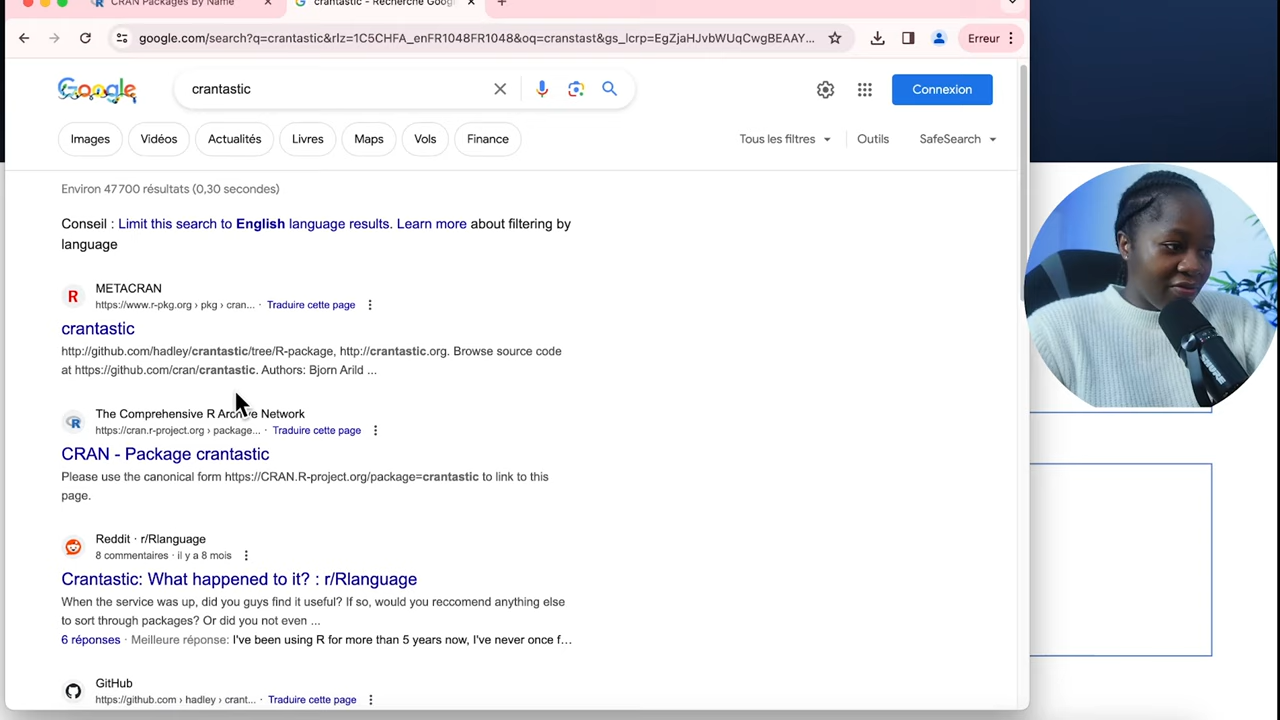 CRAN Packages By Name
crantastic - Recherche Googl
google.com/search?q=crantastic&rlz=1C5CHFA_enFR1048FR1048&oq=cranstast&gs_lcrp=EgZjaHJvbWUqCwgBEAAY...
Erreur
Google
crantastic
Connexion
Images
Vidéos
Actualités
Livres
Maps
Vols
Finance
Tous les filtres
Outils
SafeSearch
Environ 47 700 résultats (0,30 secondes)
Conseil : Limit this search to English language results. Learn more about filtering by
language
METACRAN
https://www.r-pkg.org › pkg › cran... · Traduire cette page
crantastic
http://github.com/hadley/crantastic/tree/R-package, http://crantastic.org. Browse source code
at https://github.com/cran/crantastic. Authors: Bjorn Arild ...
The Comprehensive R Archive Network
https://cran.r-project.org › package... · Traduire cette page
CRAN - Package crantastic
Please use the canonical form https://CRAN.R-project.org/package=crantastic to link to this
page.
Reddit · r/Rlanguage
8 commentaires · il y a 8 mois
Crantastic: What happened to it? : r/Rlanguage
When the service was up, did you guys find it useful? If so, would you reccomend anything else
to sort through packages? Or did you not even ...
6 réponses · Meilleure réponse: I've been using R for more than 5 years now, I've never once f...
GitHub
https://github.com › hadley › crant... · Traduire cette page